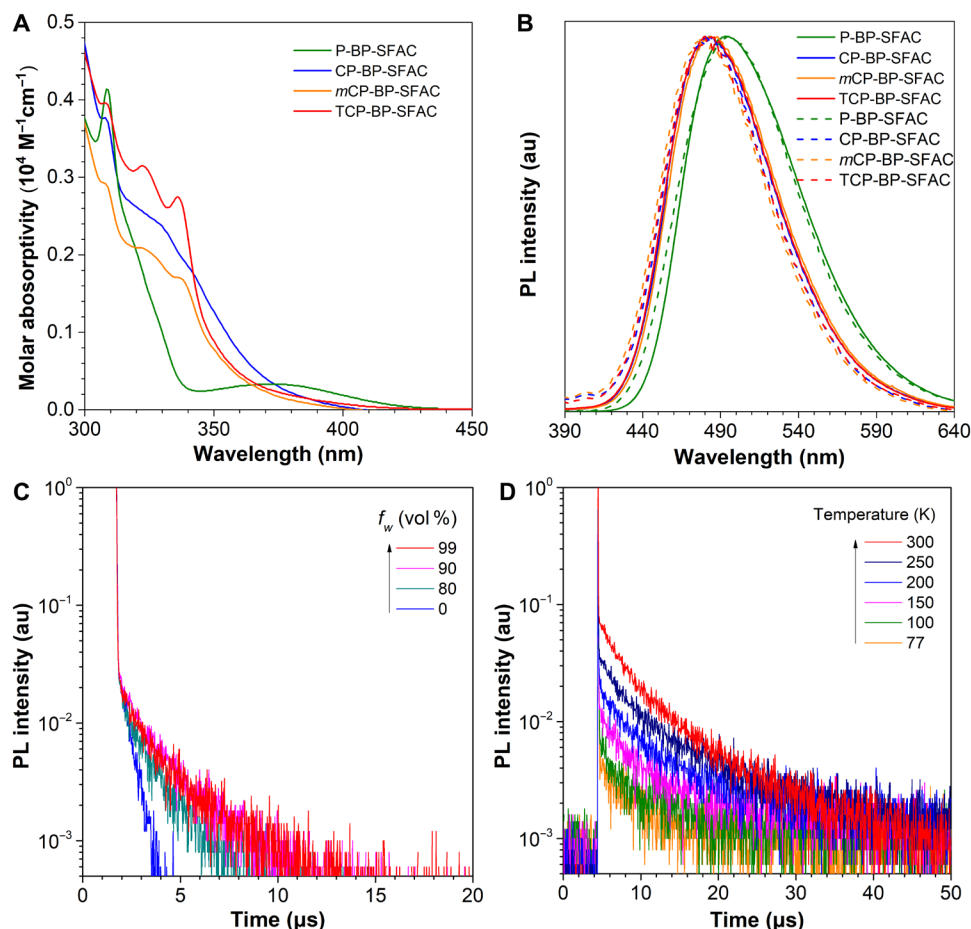 A
0.5
0.4
0.3
0.2
0.1
0.0
300
350
400
450
Molar abosorptivity (10⁴ M⁻¹cm⁻¹)
Wavelength (nm)
P-BP-SFAC
CP-BP-SFAC
mCP-BP-SFAC
TCP-BP-SFAC
B
PL intensity (au)
390
440
490
540
590
640
Wavelength (nm)
P-BP-SFAC
CP-BP-SFAC
mCP-BP-SFAC
TCP-BP-SFAC
P-BP-SFAC
CP-BP-SFAC
mCP-BP-SFAC
TCP-BP-SFAC
C
10⁰
10⁻¹
10⁻²
10⁻³
PL intensity (au)
0
5
10
15
20
Time (µs)
f_w (vol %)
99
90
80
0
D
10⁰
10⁻¹
10⁻²
10⁻³
PL intensity (au)
0
10
20
30
40
50
Time (µs)
Temperature (K)
300
250
200
150
100
77